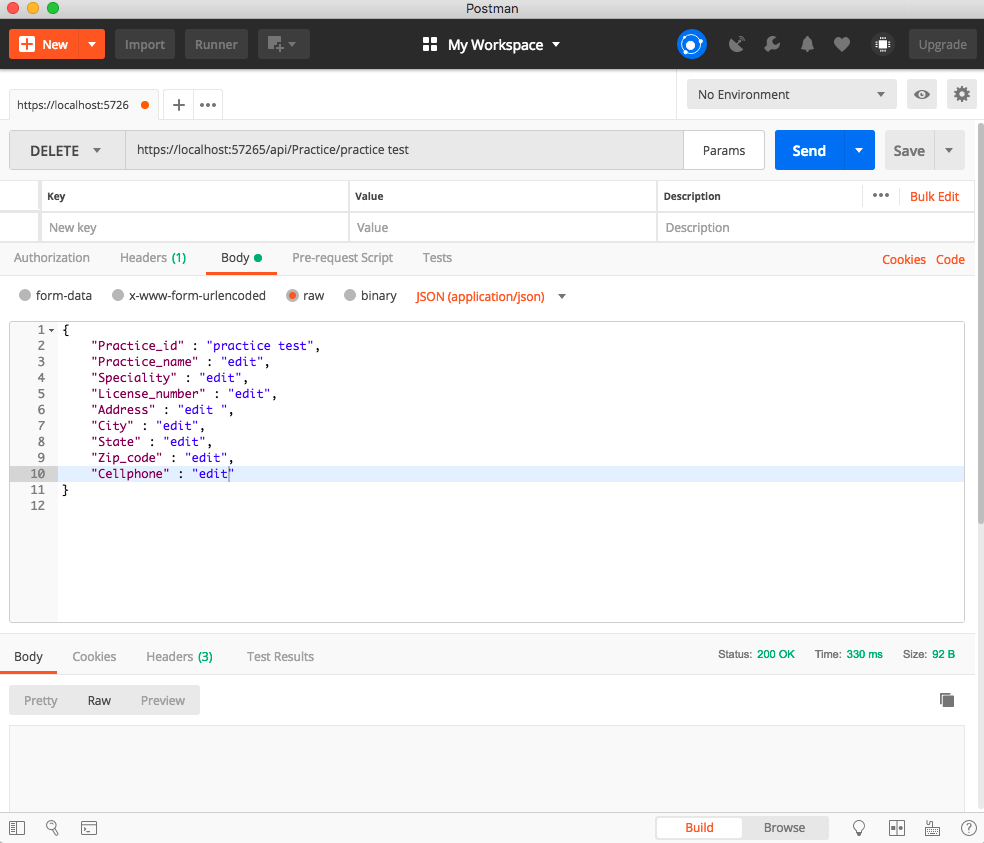 Postman
New Import Runner My Workspace Upgrade
https://localhost:5726 + ••• No Environment
DELETE https://localhost:57265/api/Practice/practice test Params Send Save
Key Value Description ••• Bulk Edit
New key Value Description
Authorization Headers (1) Body Pre-request Script Tests Cookies Code
form-data x-www-form-urlencoded raw binary JSON (application/json)
1 {
2 "Practice_id" : "practice test",
3 "Practice_name" : "edit",
4 "Speciality" : "edit",
5 "License_number" : "edit",
6 "Address" : "edit ",
7 "City" : "edit",
8 "State" : "edit",
9 "Zip_code" : "edit",
10 "Cellphone" : "edit"
11 }
12
Body Cookies Headers (3) Test Results Status: 200 OK Time: 330 ms Size: 92 B
Pretty Raw Preview
Build Browse ?